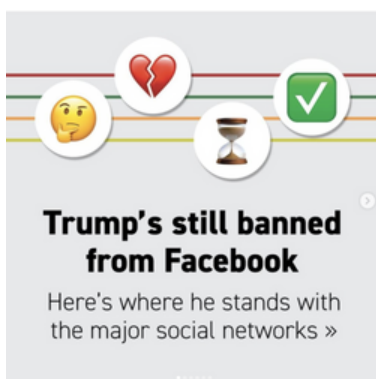 Trump's still banned
from Facebook
Here's where he stands with
the major social networks »